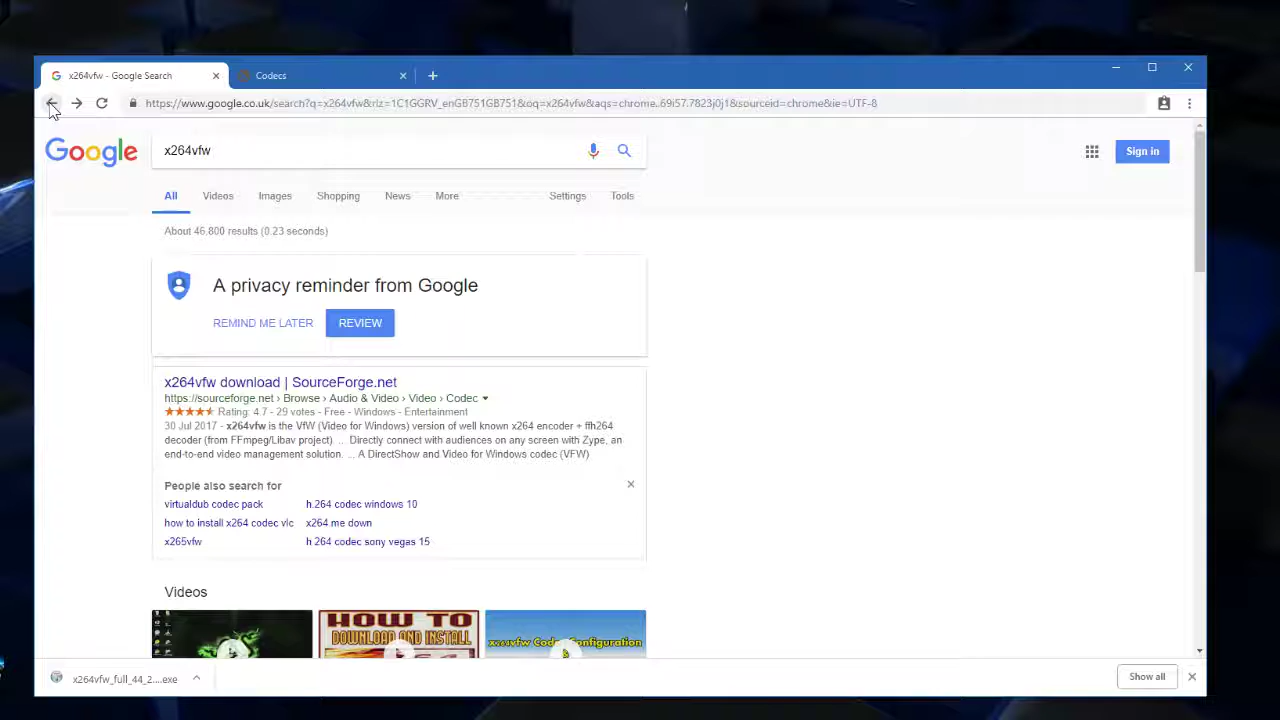 x264vfw - Google Search
Codecs
https://www.google.co.uk/search?q=x264vfw&rlz=1C1GGRV_enGB751GB751&oq=x264vfw&aqs=chrome..69i57.7823j0j1&sourceid=chrome&ie=UTF-8
Google
x264vfw
Sign in
All Videos Images Shopping News More Settings Tools
About 46,800 results (0.23 seconds)
A privacy reminder from Google
REMIND ME LATER REVIEW
x264vfw download | SourceForge.net
https://sourceforge.net › Browse › Audio & Video › Video › Codec
Rating: 4.7 - 29 votes - Free - Windows - Entertainment
30 Jul 2017 - x264vfw is the VfW (Video for Windows) version of well known x264 encoder + ffh264
decoder (from FFmpeg/Libav project) ... Directly connect with audiences on any screen with Zype, an
end-to-end video management solution. ... A DirectShow and Video for Windows codec (VFW)
People also search for
virtualdub codec pack h.264 codec windows 10
how to install x264 codec vlc x264 me down
x265vfw h 264 codec sony vegas 15
Videos
HOW TO
DOWNLOAD AND INSTALL
x264vfw Codec Configuration
x264vfw_full_44_2....exe
Show all